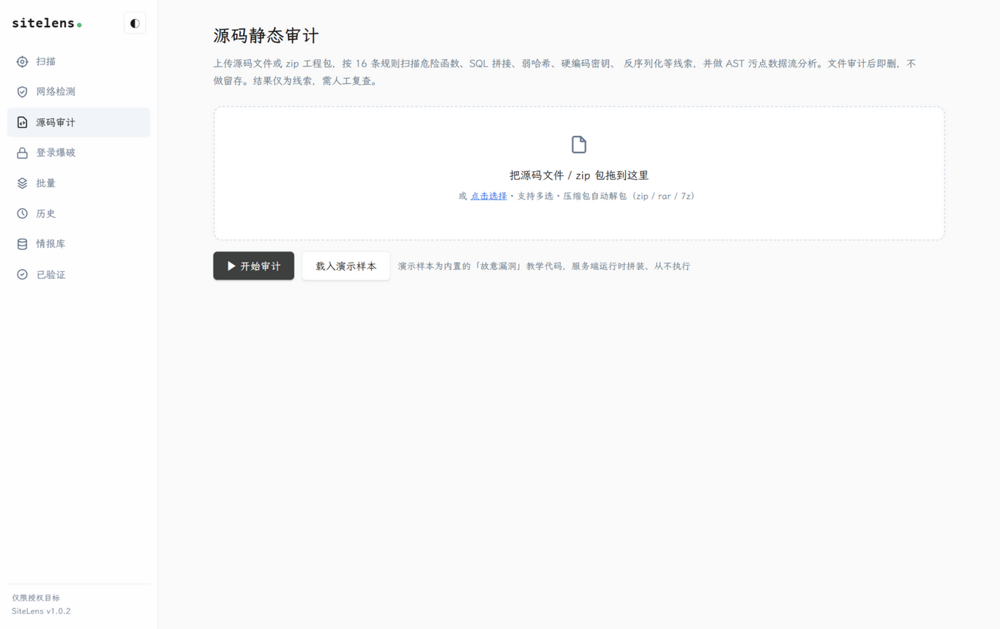 sitelens.
扫描
网络检测
源码审计
登录爆破
批量
历史
情报库
已验证
仅限授权目标
SiteLens v1.0.2
源码静态审计
上传源码文件或 zip 工程包，按 16 条规则扫描危险函数、SQL 拼接、弱哈希、硬编码密钥、 反序列化等线索，并做 AST 污点数据流分析。文件审计后即删，不
做留存。结果仅为线索，需人工复查。
把源码文件 / zip 包拖到这里
或 点击选择 · 支持多选 · 压缩包自动解包（zip / rar / 7z）
▶ 开始审计
载入演示样本
演示样本为内置的「故意漏洞」教学代码，服务端运行时拼装、从不执行